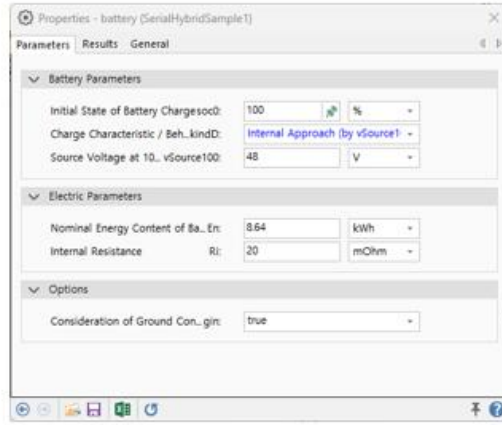 Properties - battery (SerialHybridSample1)
Parameters Results General
Battery Parameters
Initial State of Battery Chargesoc0: 100 %
Charge Characteristic / Beh...kindD: Internal Approach (by vSource1
Source Voltage at 10... vSource100: 48 V
Electric Parameters
Nominal Energy Content of Ba... En: 8.64 kWh
Internal Resistance Ri: 20 mOhm
Options
Consideration of Ground Con... gin: true